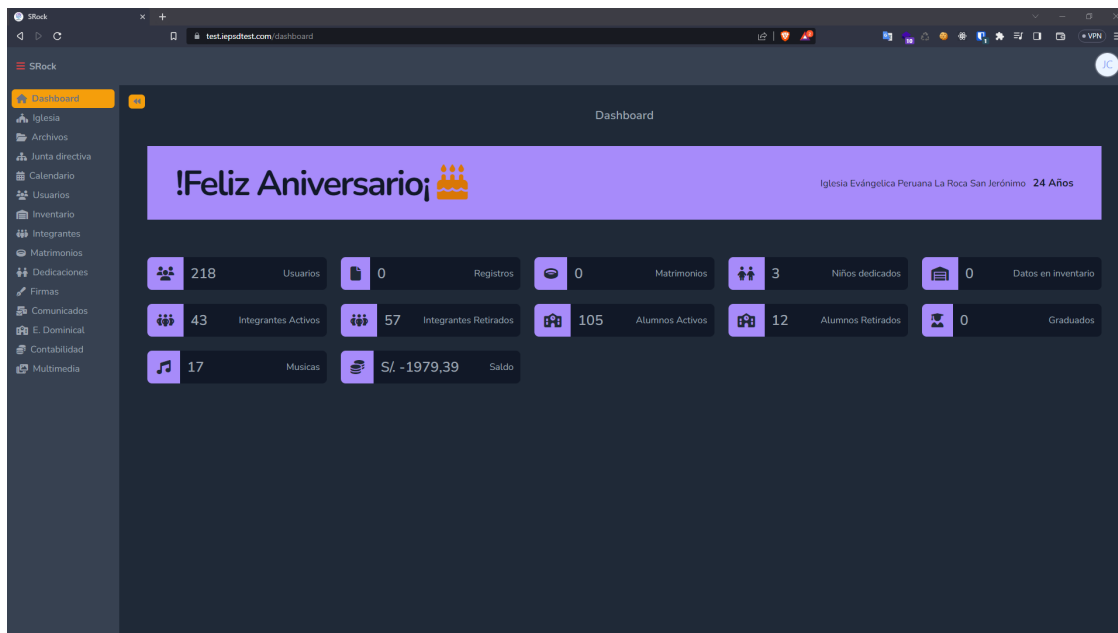 SRock
test.iepsdtest.com/dashboard
VPN
SRock
JC
Dashboard
Iglesia
Archivos
Junta directiva
Calendario
Usuarios
Inventario
Integrantes
Matrimonios
Dedicaciones
Firmas
Comunicados
E. Dominical
Contabilidad
Multimedia
Dashboard
!Feliz Aniversario¡
Iglesia Evángelica Peruana La Roca San Jerónimo 24 Años
218 Usuarios
0 Registros
0 Matrimonios
3 Niños dedicados
0 Datos en inventario
43 Integrantes Activos
57 Integrantes Retirados
105 Alumnos Activos
12 Alumnos Retirados
0 Graduados
17 Musicas
S/. -1979,39 Saldo